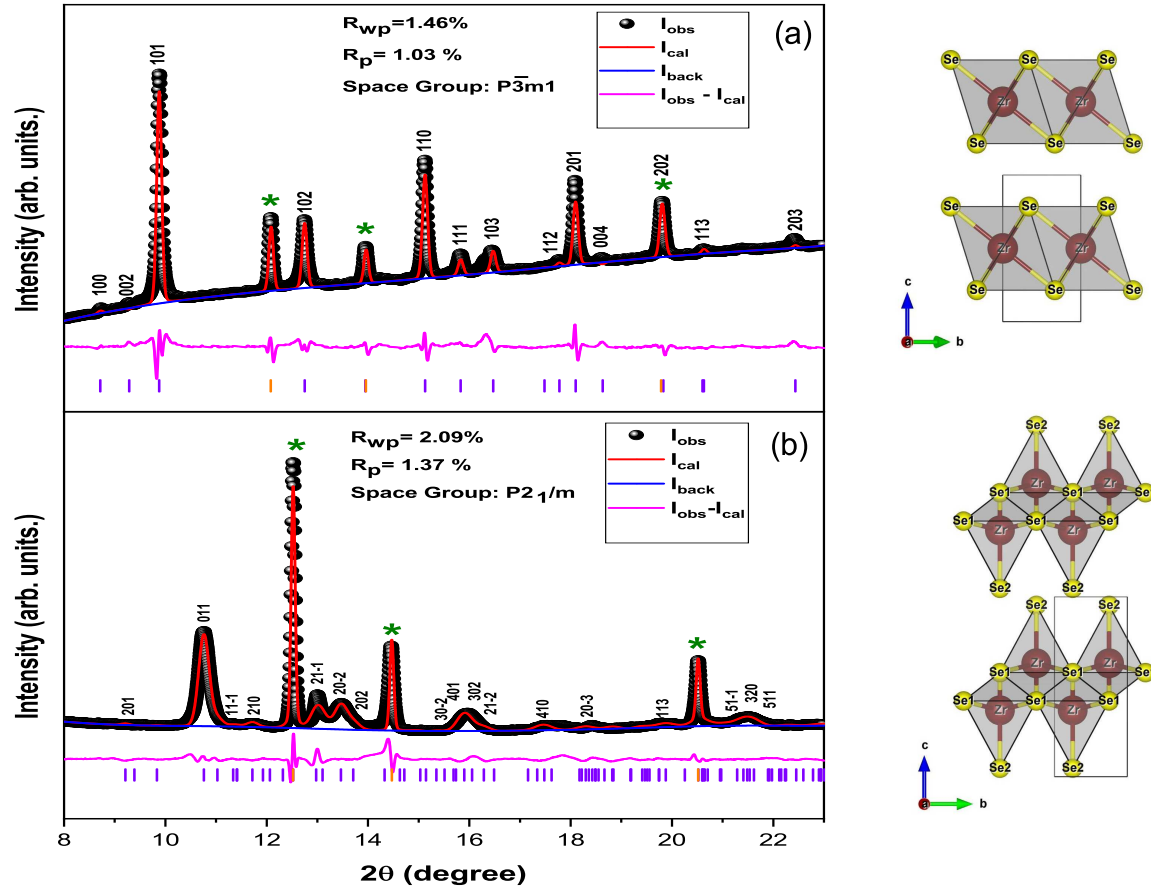 Intensity (arb. units.)
R_wp=1.46%
R_p = 1.03 %
Space Group: P3̅m1
I_obs
I_cal
I_back
I_obs - I_cal
(a)
100
002
101
*
102
*
110
111
103
112
201
004
*
202
113
203
Se Se Se
Zr Zr
Se Se Se
Se Se Se
Zr Zr
Se Se Se
c
a b
Intensity (arb. units.)
R_wp= 2.09%
R_p = 1.37 %
Space Group: P2_1/m
I_obs
I_cal
I_back
I_obs-I_cal
(b)
201
011
11-1
210
*
21-1
20-2
202
*
30-2
401
302
21-2
410
20-3
113
*
51-1
320
511
Se2 Se2
Zr Zr
Se1 Se1 Se
Se1 Se1 Se1
Zr Zr
Se2 Se2
Se2 Se2
Zr Zr
Se1 Se1 Se1
Se1 Se1 Se1
Zr Zr
Se2 Se2
c
a b
8 10 12 14 16 18 20 22
2θ (degree)